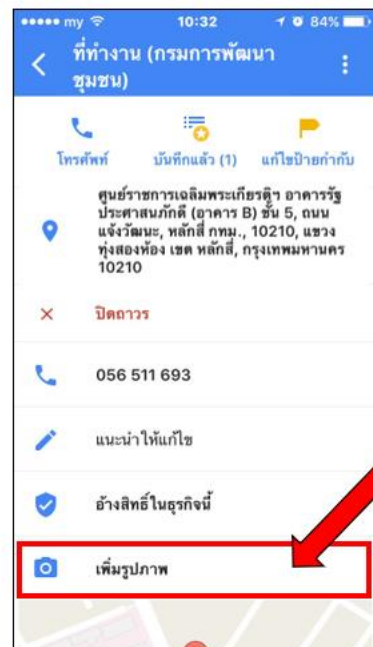 my 10:32 84%
ที่ทำงาน (กรมการพัฒนา
ชุมชน)
โทรศัพท์ บันทึกแล้ว (1) แก้ไขป้ายกำกับ
ศูนย์ราชการเฉลิมพระเกียรติฯ อาคารรัฐ
ประศาสนภักดี (อาคาร B) ชั้น 5, ถนน
แจ้งวัฒนะ, หลักสี่ กทม., 10210, แขวง
ทุ่งสองห้อง เขต หลักสี่, กรุงเทพมหานคร
10210
ปิดถาวร
056 511 693
แนะนำให้แก้ไข
อ้างสิทธิ์ในธุรกิจนี้
เพิ่มรูปภาพ